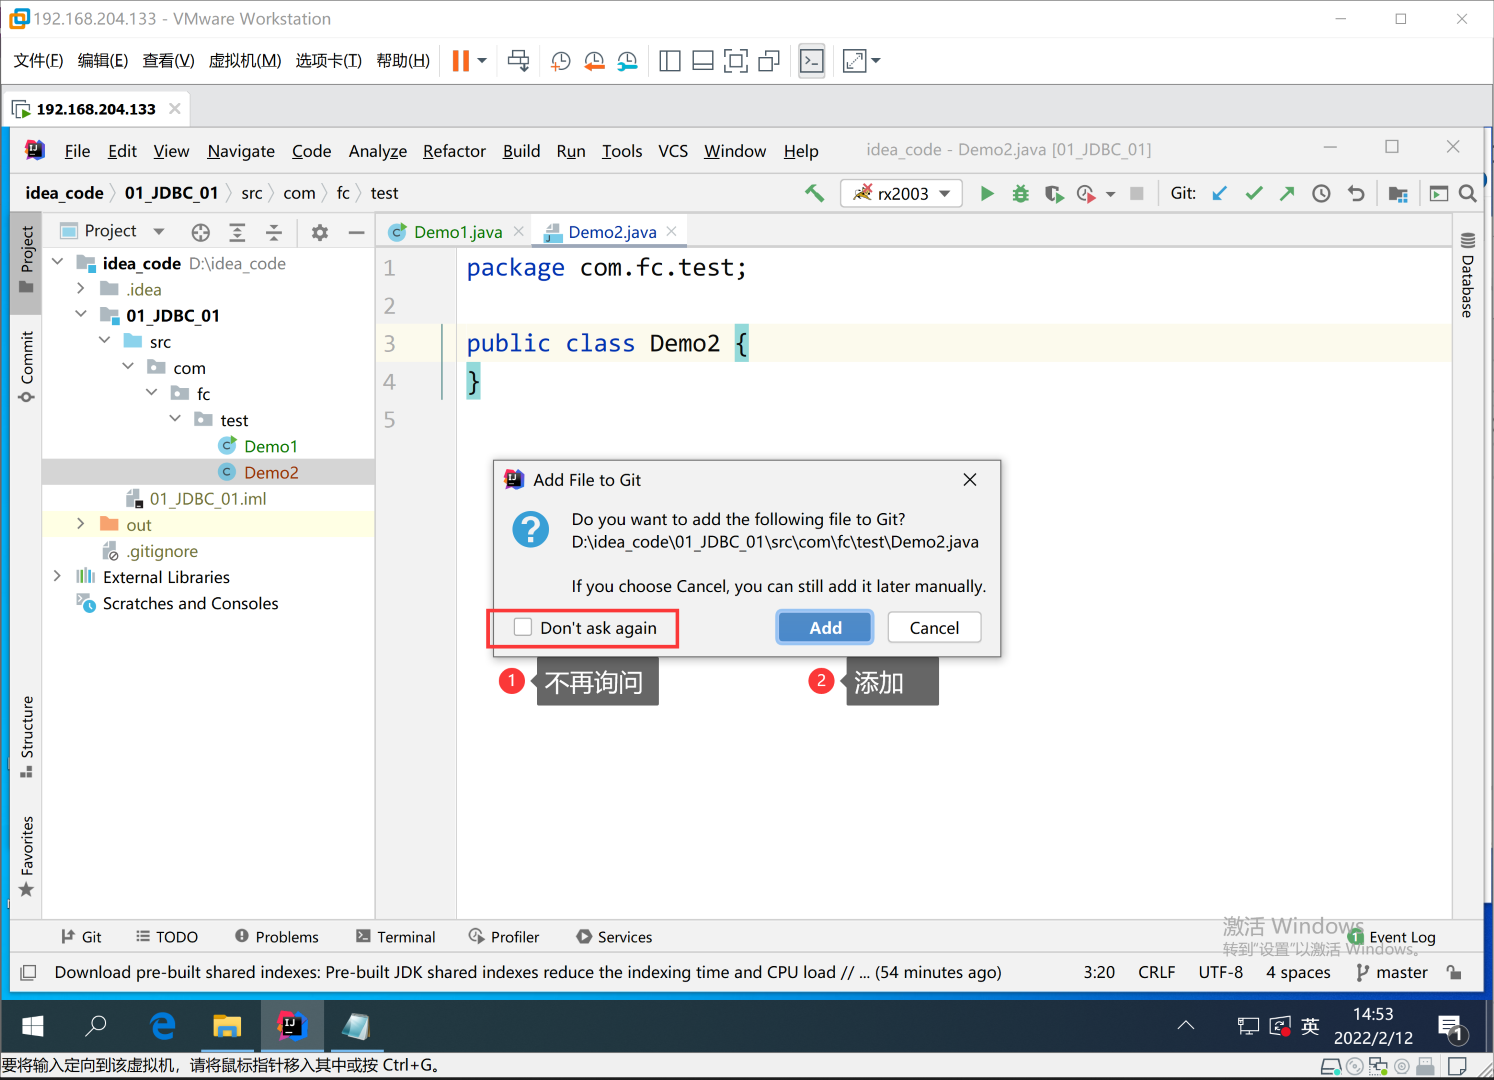 192.168.204.133 - VMware Workstation
文件(F) 编辑(E) 查看(V) 虚拟机(M) 选项卡(T) 帮助(H)
192.168.204.133
File Edit View Navigate Code Analyze Refactor Build Run Tools VCS Window Help idea_code - Demo2.java [01_JDBC_01]
idea_code 01_JDBC_01 src com fc test rx2003 Git:
Project
Demo1.java Demo2.java
Project
Commit
Structure
Favorites
Database
idea_code D:\idea_code
.idea
01_JDBC_01
src
com
fc
test
Demo1
Demo2
01_JDBC_01.iml
out
.gitignore
External Libraries
Scratches and Consoles
1 package com.fc.test;
2
3 public class Demo2 {
4 }
5
Add File to Git
Do you want to add the following file to Git?
D:\idea_code\01_JDBC_01\src\com\fc\test\Demo2.java
If you choose Cancel, you can still add it later manually.
Don't ask again Add Cancel
1 不再询问 2 添加
激活 Windows
转到“设置”以激活 Windows。
Git TODO Problems Terminal Profiler Services 1 Event Log
Download pre-built shared indexes: Pre-built JDK shared indexes reduce the indexing time and CPU load // ... (54 minutes ago) 3:20 CRLF UTF-8 4 spaces master
英 14:53
2022/2/12 1
要将输入定向到该虚拟机，请将鼠标指针移入其中或按 Ctrl+G。